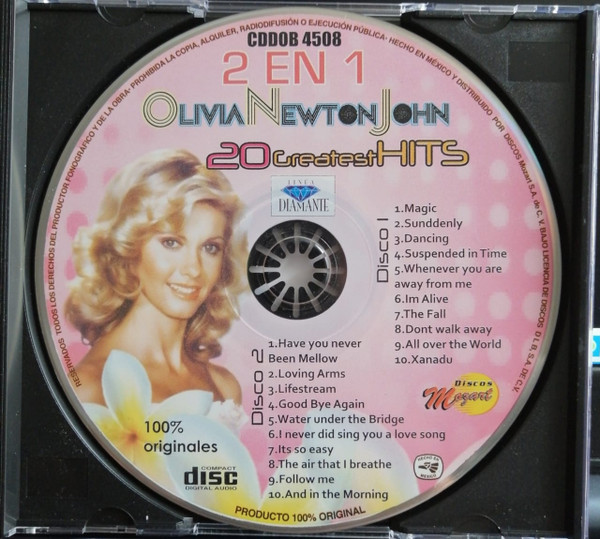 RESERVADOS TODOS LOS DERECHOS DEL PRODUCTOR FONOGRAFICO Y DE LA OBRA· PROHIBIDA LA COPIA, ALQUILER, RADIODIFUSIÓN O EJECUCIÓN PÚBLICA· HECHO EN MÉXICO Y DISTRIBUIDO POR DISCOS Mozart S.A. de C. V. BAJO LICENCIA DE DISCOS D L B, S.A. DE C.V.
CDDOB 4508
2 EN 1
OLIVIA NEWTON JOHN
20 Greatest HITS
LINEA
DIAMANTE
Disco 1
1.Magic
2.Sunddenly
3.Dancing
4.Suspended in Time
5.Whenever you are
away from me
6.Im Alive
7.The Fall
8.Dont walk away
9.All over the World
10.Xanadu
Disco 2
1.Have you never
Been Mellow
2.Loving Arms
3.Lifestream
4.Good Bye Again
5.Water under the Bridge
6.I never did sing you a love song
7.Its so easy
8.The air that I breathe
9.Follow me
10.And in the Morning
Discos
Mozart
100%
originales
COMPACT
disc
DIGITAL AUDIO
HECHO EN
PRODUCTO 100% ORIGINAL